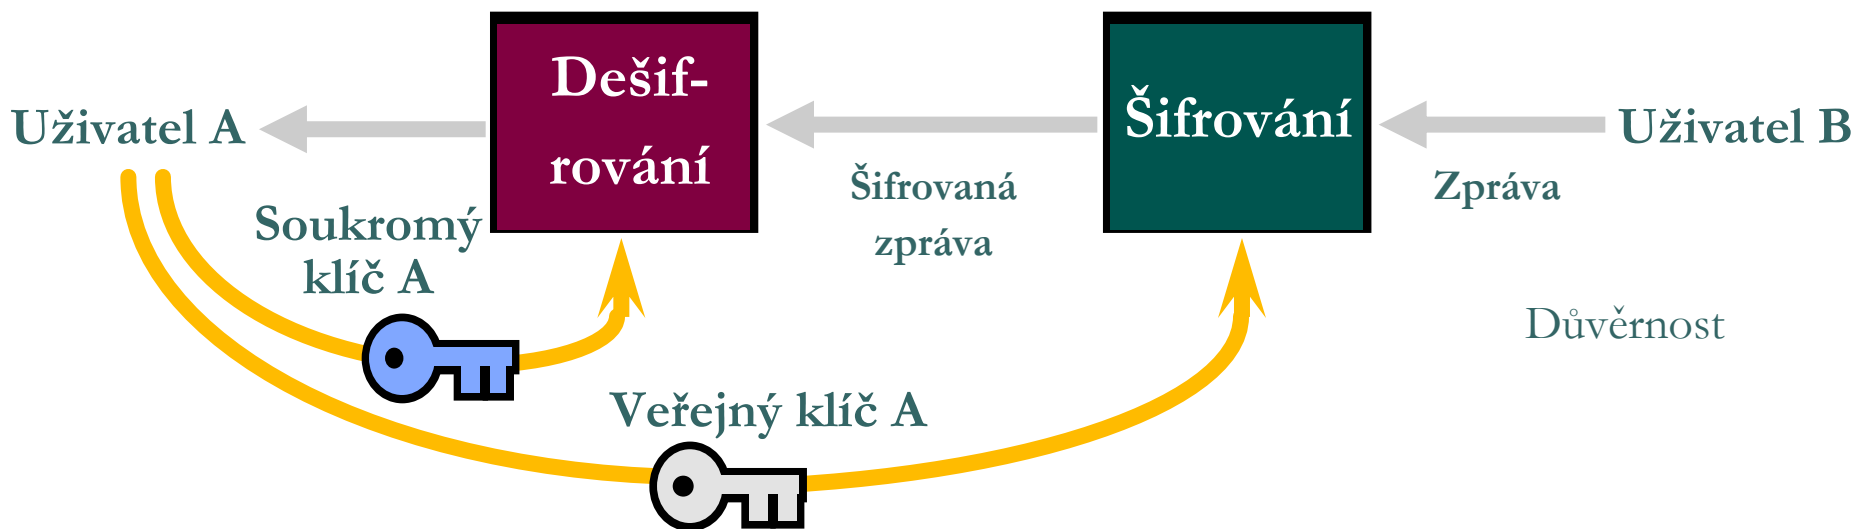 Dešif-
rování
Šifrování
Uživatel A
Uživatel B
Šifrovaná
zpráva
Zpráva
Soukromý
klíč A
Důvěrnost
Veřejný klíč A